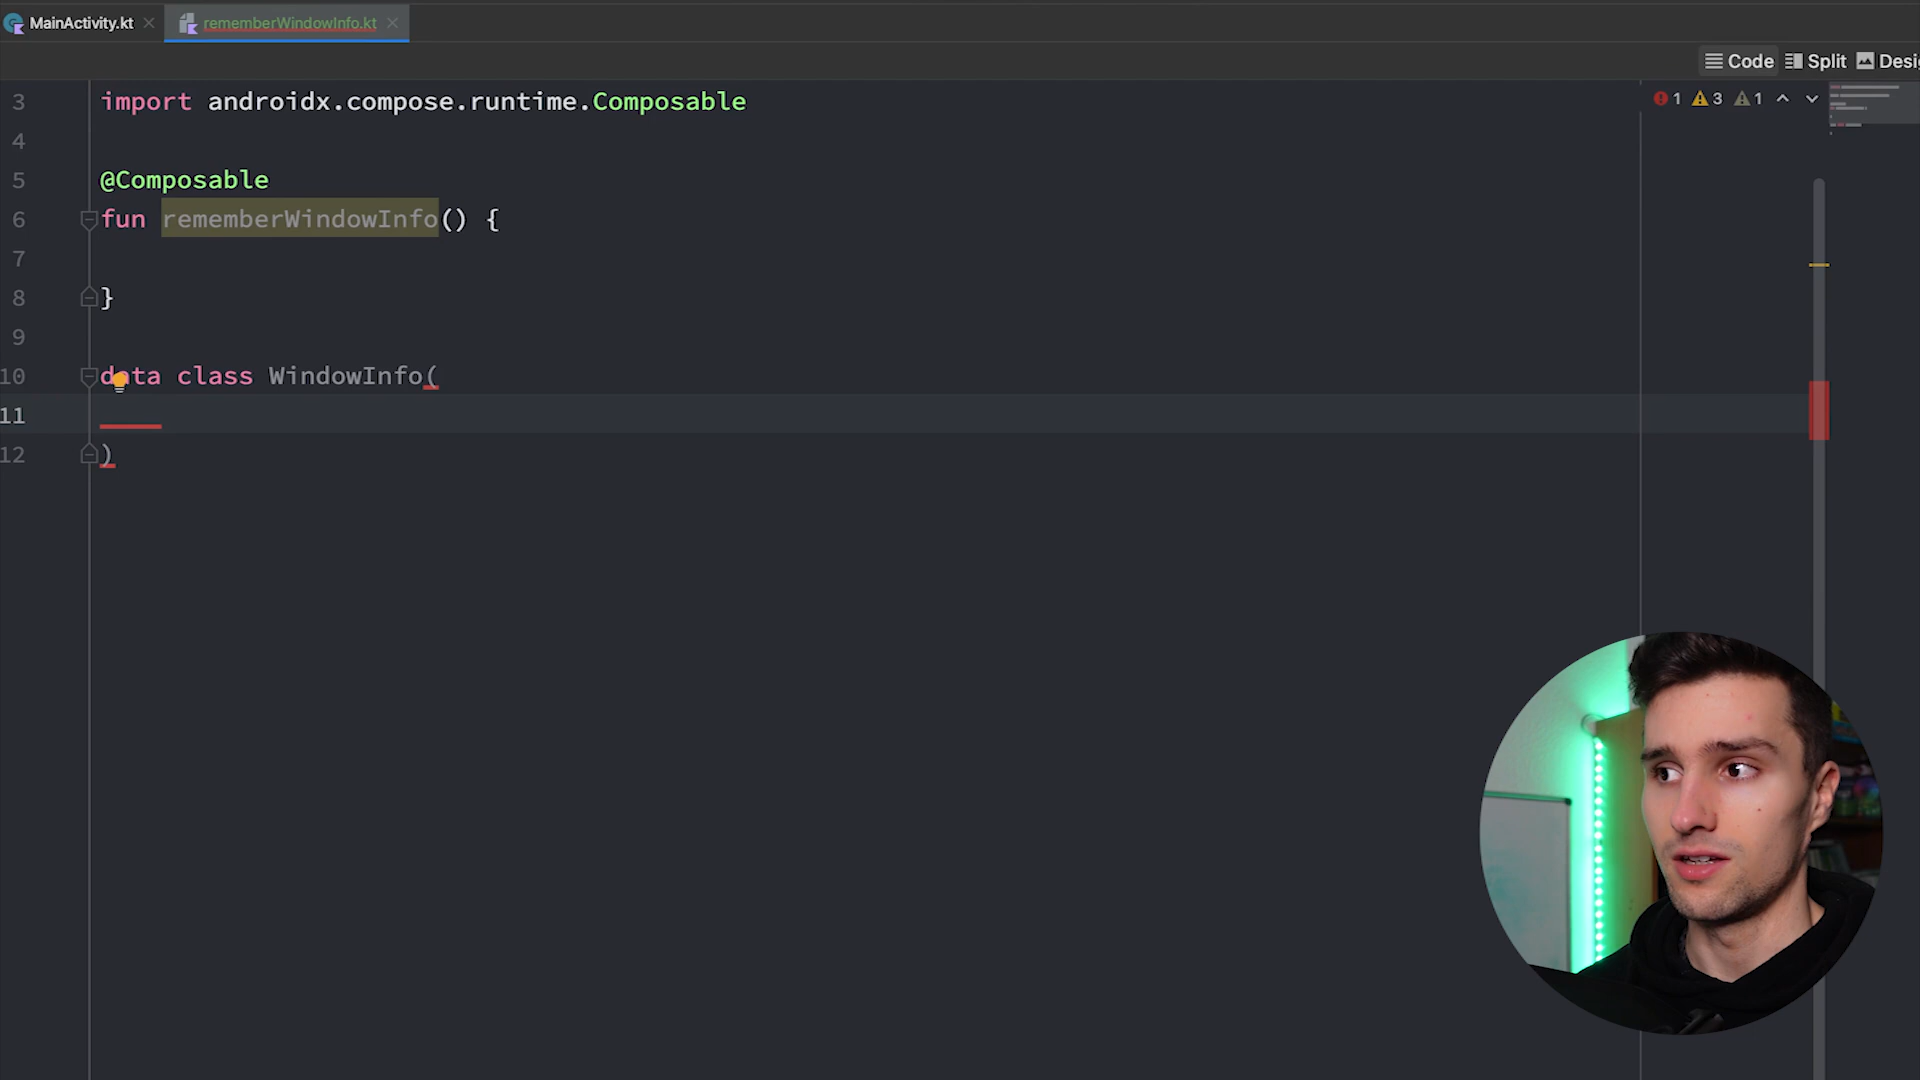 MainActivity.kt
rememberWindowInfo.kt
Code
Split
Desi
1
3
1
3 import androidx.compose.runtime.Composable
4
5 @Composable
6 fun rememberWindowInfo() {
7
8 }
9
10 data class WindowInfo(
11
12 )